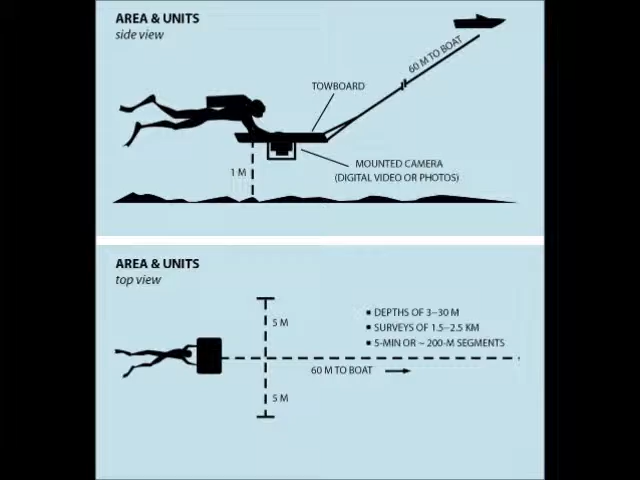 AREA & UNITS
side view
60 M TO BOAT
TOWBOARD
MOUNTED CAMERA
(DIGITAL VIDEO OR PHOTOS)
1 M
AREA & UNITS
top view
5 M
▪ DEPTHS OF 3–30 M
▪ SURVEYS OF 1.5–2.5 KM
▪ 5-MIN OR ~ 200-M SEGMENTS
60 M TO BOAT
5 M